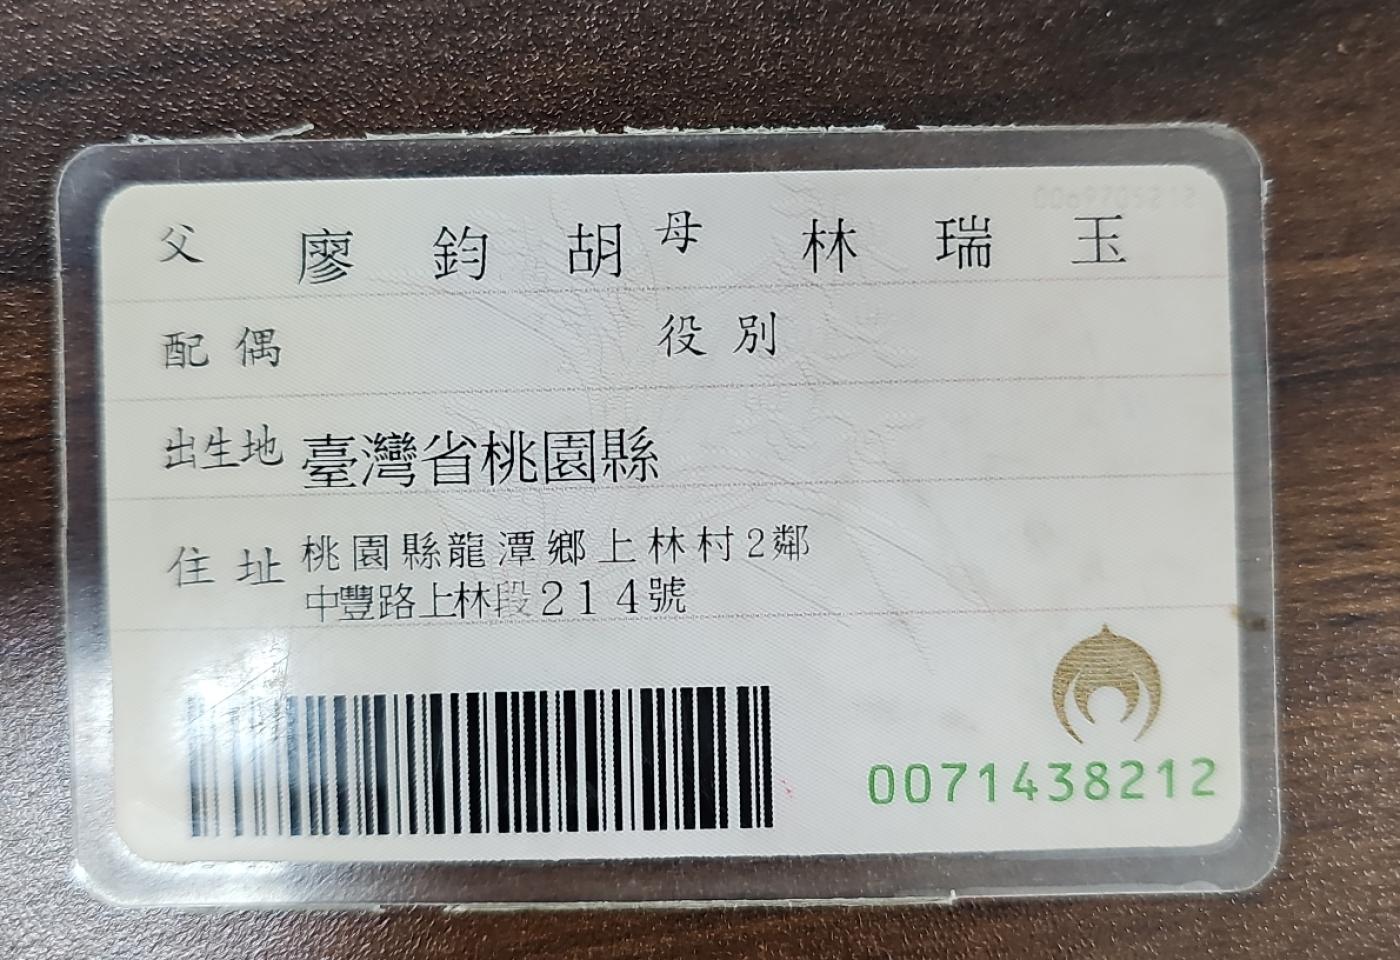 父 廖鈞胡 母 林瑞玉
配偶 役別
出生地 臺灣省桃園縣
住址 桃園縣龍潭鄉上林村2鄰
中豐路上林段214號
0071438212